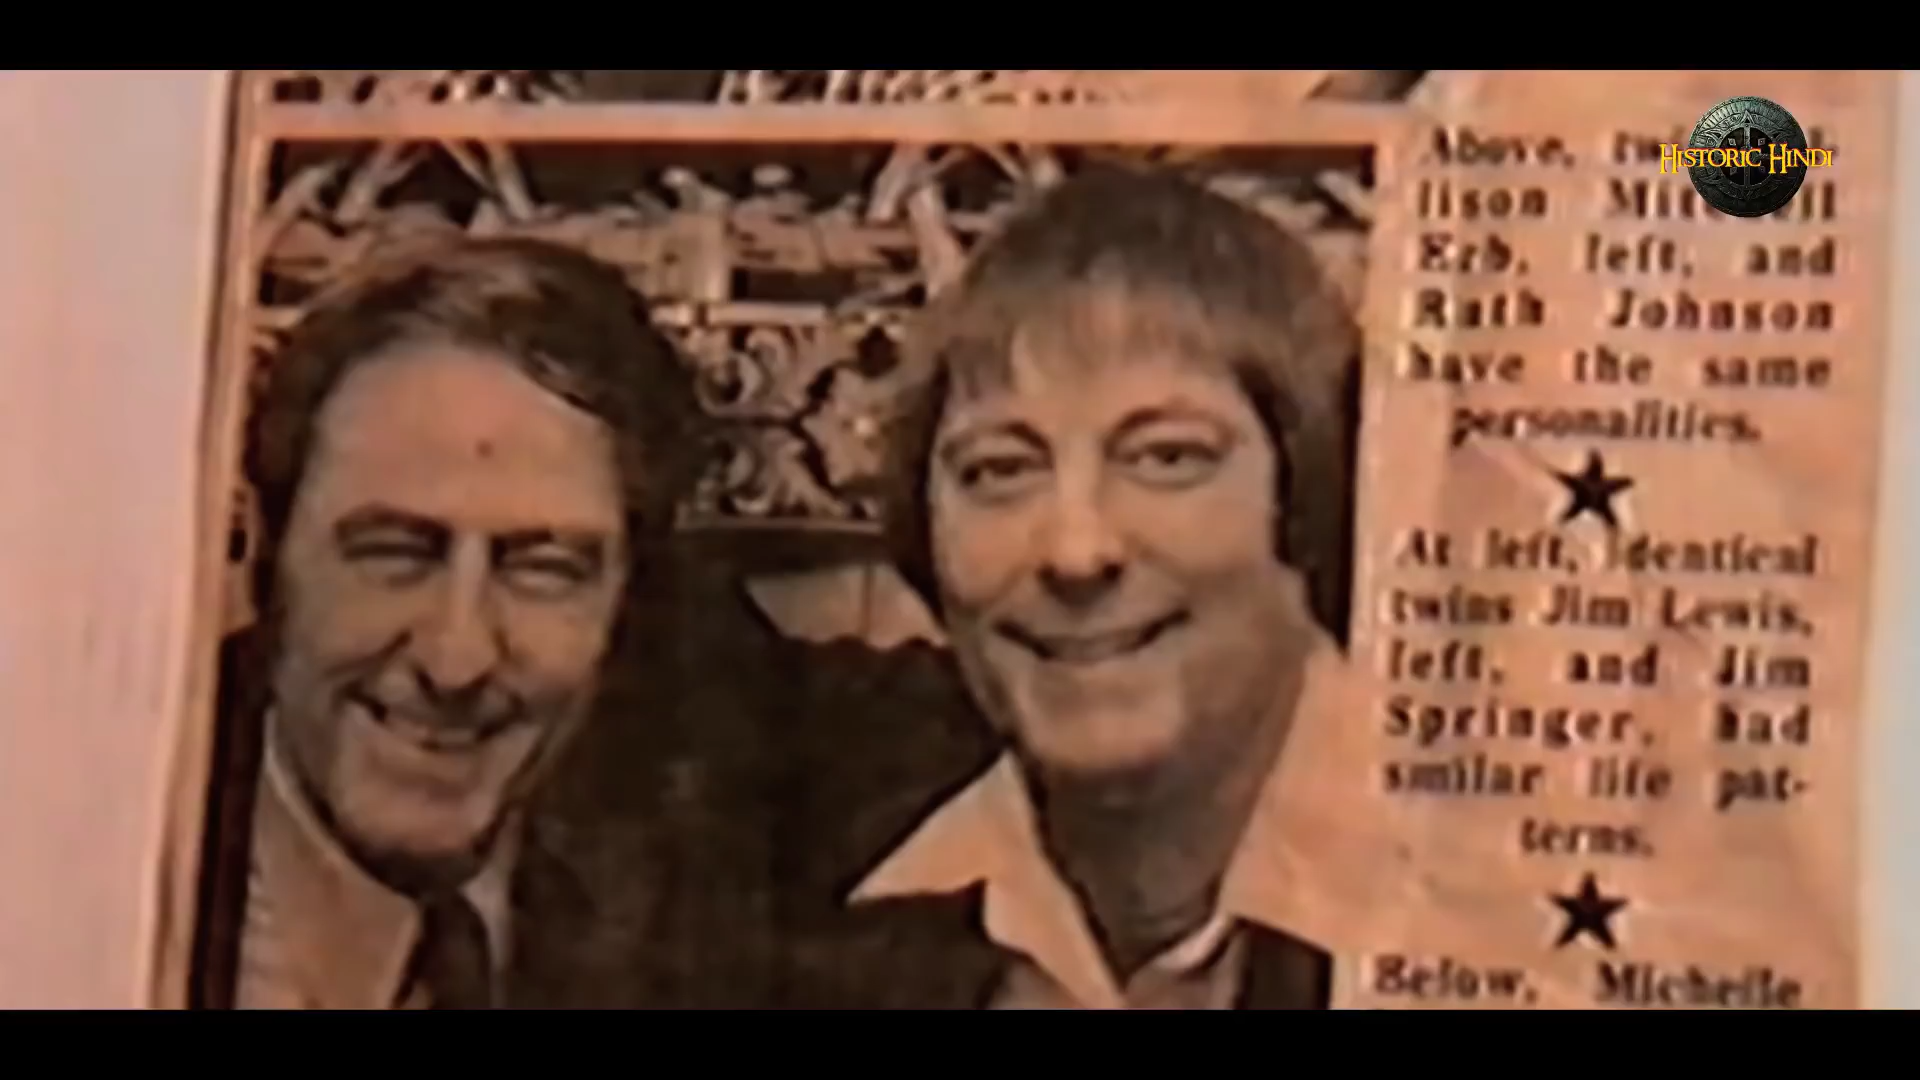 Above,
HISTORIC HINDI
lison
Erb, left, and
Ruth Johnson
have the same
personalities.
At left, identical
twins Jim Lewis,
left, and Jim
Springer, had
similar life pat-
terns.
Below, Michelle